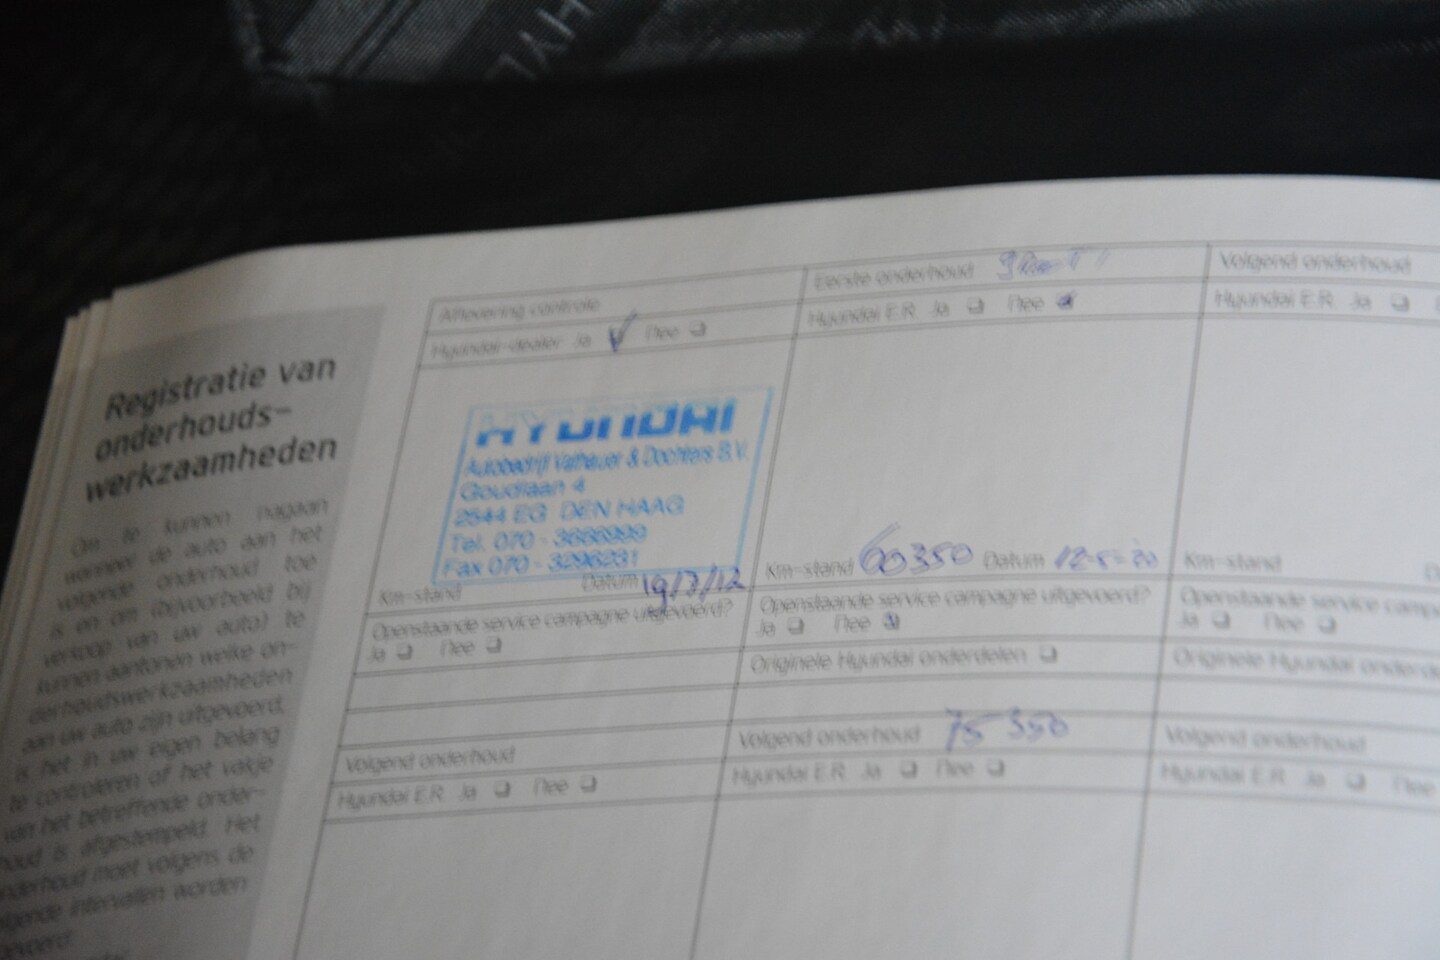 HYU
Registratie van
onderhouds-
werkzaamheden
Om te kunnen nagaan
wanneer de auto aan het
volgende onderhoud toe
is en om (bijvoorbeeld bij
verkoop van uw auto) te
kunnen aantonen welke on-
derhoudswerkzaamheden
aan uw auto zijn uitgevoerd,
is het in uw eigen belang
te controleren of het vakje
van het betreffende onder-
houd is afgestempeld. Het
onderhoud moet volgens de
volgende intervallen worden
Aflevering controle
Hyundai-dealer Ja Nee
HYUNDAI
Autobedrijf Valhauer & Dochters B.V.
Goudlaan 4
2544 EG DEN HAAG
Tel. 070 - 3666999
Fax 070 - 3296231
Km-stand Datum 19/7/12
Openstaande service campagne uitgevoerd?
Ja Nee
Volgend onderhoud
Hyundai E.R. Ja Nee
Eerste onderhoud
Hyundai E.R. Ja Nee
Km-stand 60350 Datum 12-5-20
Openstaande service campagne uitgevoerd?
Ja Nee
Originele Hyundai onderdelen
Volgend onderhoud 75 350
Hyundai E.R. Ja Nee
Volgend onderhoud
Hyundai E.R. Ja
Km-stand
Openstaande service camp
Ja Nee
Originele Hyundai onderde
Volgend onderhoud
Hyundai E.R. Ja Nee